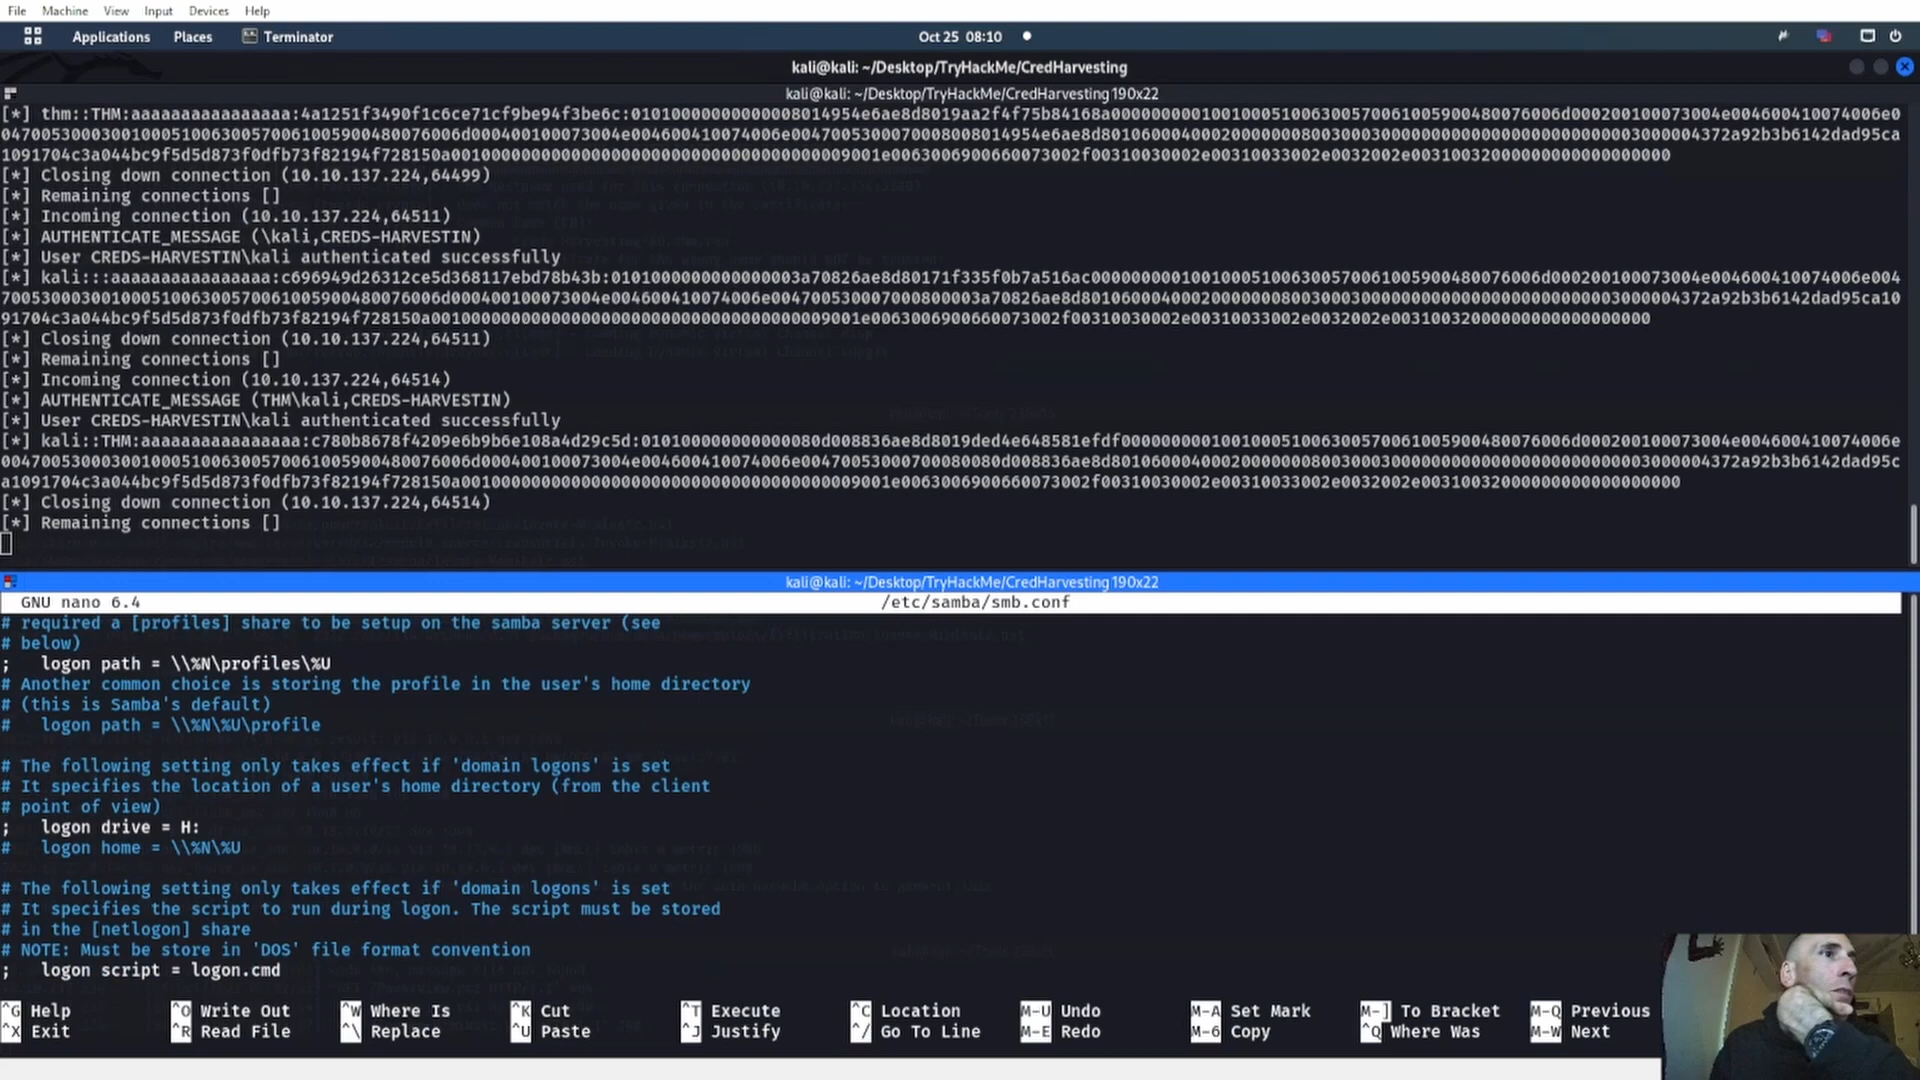 File Machine View Input Devices Help
Applications Places Terminator Oct 25 08:10
kali@kali: ~/Desktop/TryHackMe/CredHarvesting
kali@kali: ~/Desktop/TryHackMe/CredHarvesting 190x22
[*] Closing down connection (10.10.137.224,64499)
[*] Remaining connections []
[*] Incoming connection (10.10.137.224,64511)
[*] AUTHENTICATE_MESSAGE (\kali,CREDS-HARVESTIN)
[*] User CREDS-HARVESTIN\kali authenticated successfully
[*] Closing down connection (10.10.137.224,64511)
[*] Remaining connections []
[*] Incoming connection (10.10.137.224,64514)
[*] AUTHENTICATE_MESSAGE (THM\kali,CREDS-HARVESTIN)
[*] User CREDS-HARVESTIN\kali authenticated successfully
[*] Closing down connection (10.10.137.224,64514)
[*] Remaining connections []
kali@kali: ~/Desktop/TryHackMe/CredHarvesting 190x22
GNU nano 6.4 /etc/samba/smb.conf
# required a [profiles] share to be setup on the samba server (see
# below)
;   logon path = \\%N\profiles\%U
# Another common choice is storing the profile in the user's home directory
# (this is Samba's default)
#   logon path = \\%N\%U\profile
# The following setting only takes effect if 'domain logons' is set
# It specifies the location of a user's home directory (from the client
# point of view)
;   logon drive = H:
#   logon home = \\%N\%U
# The following setting only takes effect if 'domain logons' is set
# It specifies the script to run during logon. The script must be stored
# in the [netlogon] share
# NOTE: Must be store in 'DOS' file format convention
;   logon script = logon.cmd
^G Help ^O Write Out ^W Where Is ^K Cut ^T Execute ^C Location M-U Undo M-A Set Mark M-] To Bracket M-Q Previous
^X Exit ^R Read File ^\ Replace ^U Paste ^J Justify ^/ Go To Line M-E Redo M-6 Copy ^Q Where Was M-W Next